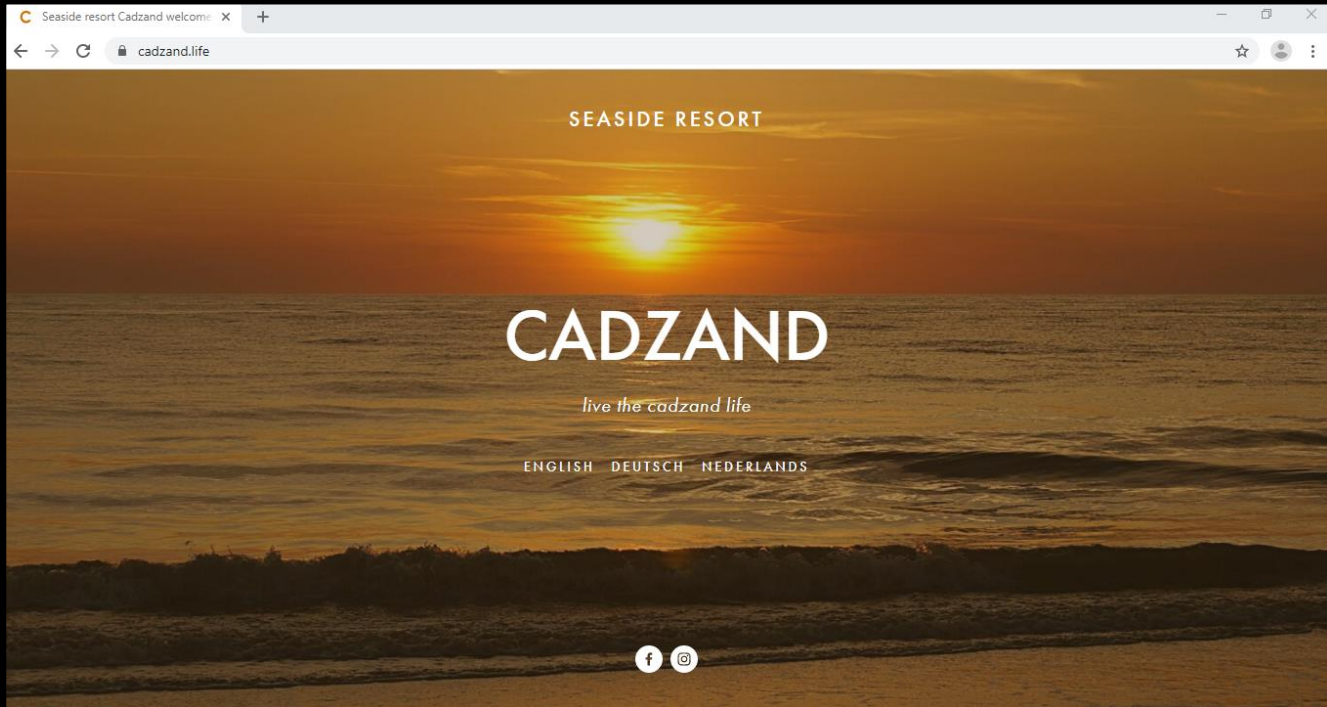 C Seaside resort Cadzand welcome
cadzand.life
SEASIDE RESORT
CADZAND
live the cadzand life
ENGLISH DEUTSCH NEDERLANDS
f